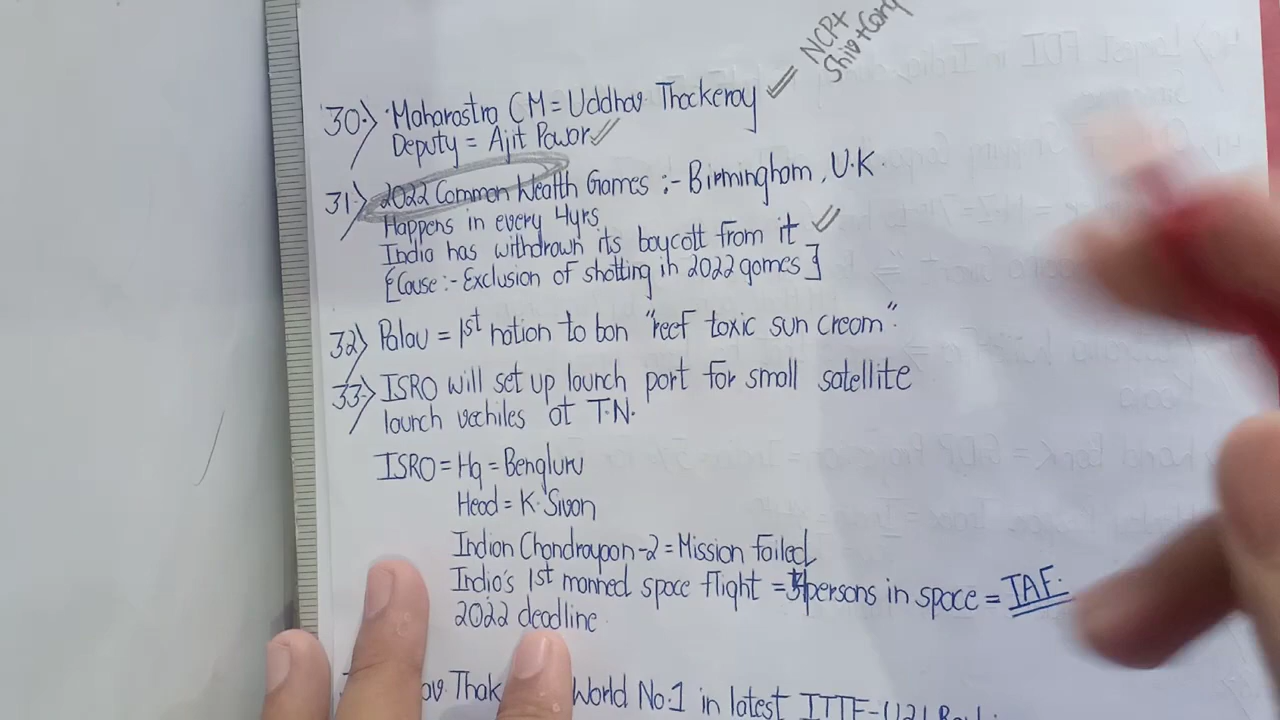 NCP+
Shiv+Cong
30·) Maharastra CM = Uddhav Thackeray
Deputy = Ajit Pawar
31·) 2022 Common Wealth Games :- Birmingham, U.K.
Happens in every 4yrs
India has withdrawn its boycott from it
[Cause :- Exclusion of shotting in 2022 games]
32) Palau = 1st nation to ban "reef toxic sun cream".
33·) ISRO will set up launch port for small satellite
launch vechiles at T.N.
ISRO = Hq = Bengluru
Head = K. Sivan
Indian Chandrayan-2 = Mission failed
India's 1st manned space flight = persons in space = IAF.
2022 deadline
World No.1 in latest ITTF-U21